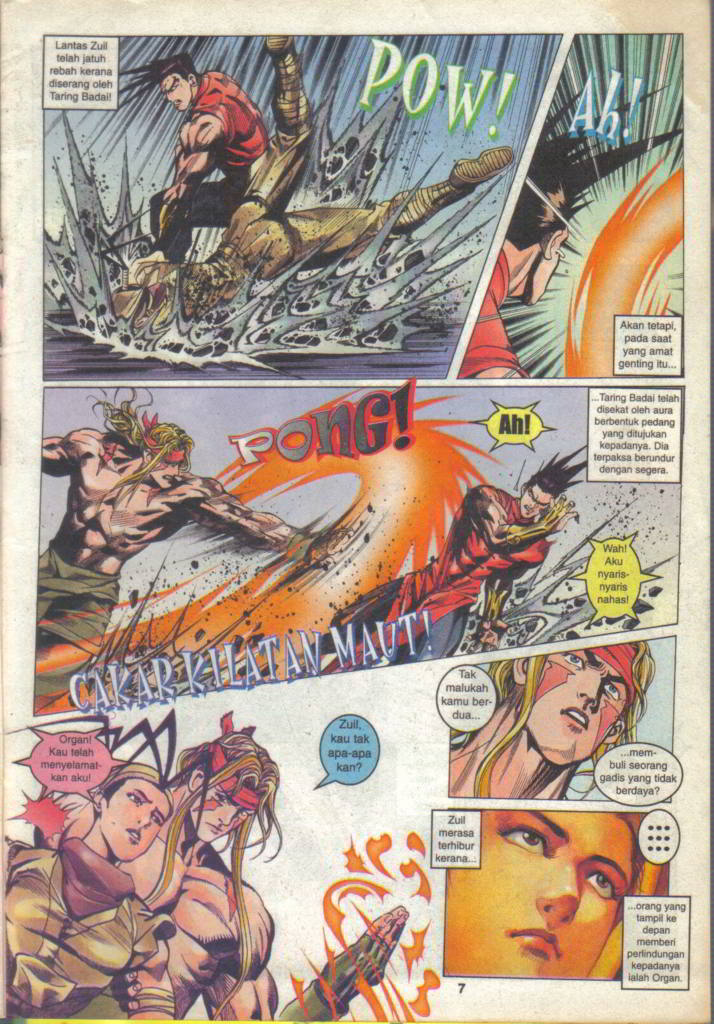 Lantas Zuil
telah jatuh
rebah kerana
diserang oleh
Taring Badai!
POW!
Ah!
Akan tetapi,
pada saat
yang amat
genting itu...
PONG!
Ah!
...Taring Badai telah
disekat oleh aura
berbentuk pedang
yang ditujukan
kepadanya. Dia
terpaksa berundur
dengan segera.
Wah!
Aku
nyaris-
nyaris
nahas!
CAKAR KILATAN MAUT!
Tak
malukah
kamu ber-
dua...
...mem-
buli seorang
gadis yang tidak
berdaya?
Organ!
Kau telah
menyelamat-
kan aku!
Zuil,
kau tak
apa-apa
kan?
Zuil
merasa
terhibur
kerana...
...orang yang
tampil ke
depan
memberi
perlindungan
kepadanya
ialah Organ.
7